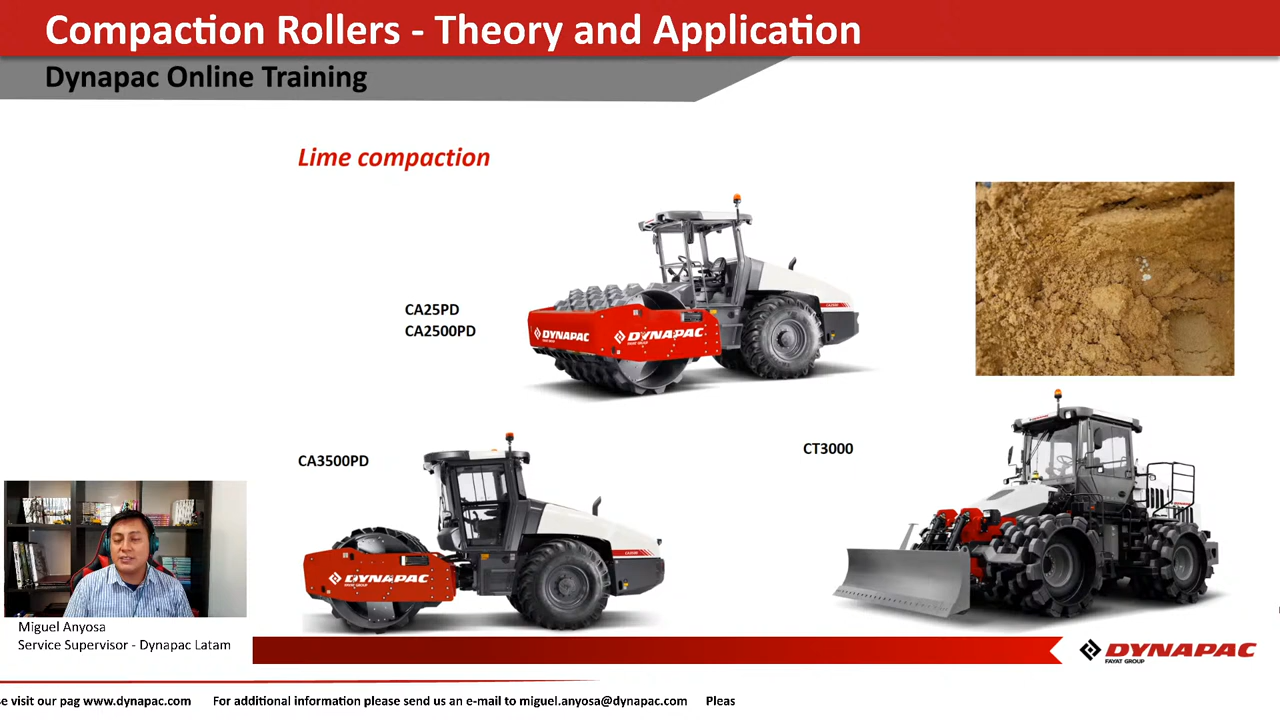 Compaction Rollers - Theory and Application
Dynapac Online Training
Lime compaction
CA25PD
CA2500PD
DYNAPAC
DYNAPAC
CA3500PD
CT3000
DYNAPAC
Miguel Anyosa
Service Supervisor - Dynapac Latam
DYNAPAC
FAYAT GROUP
e visit our pag www.dynapac.com For additional information please send us an e-mail to miguel.anyosa@dynapac.com Pleas